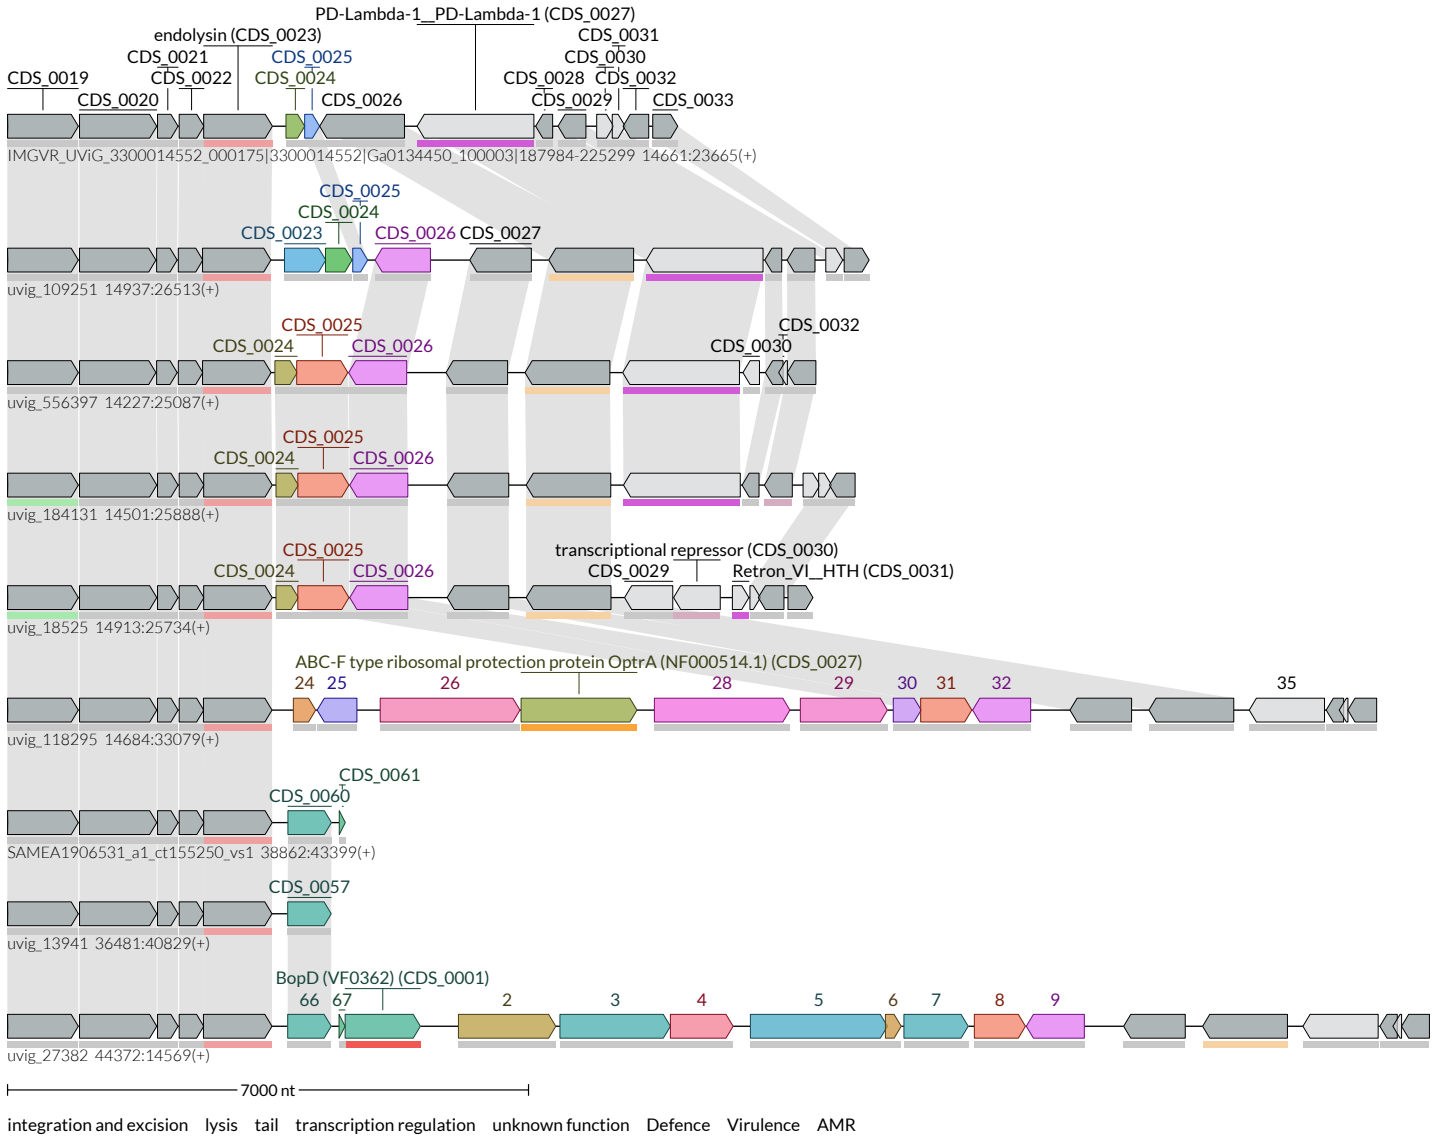 PD-Lambda-1__PD-Lambda-1 (CDS_0027)
endolysin (CDS_0023) CDS_0031
CDS_0021 CDS_0025 CDS_0030
CDS_0019 CDS_0022 CDS_0024 CDS_0028 CDS_0032
CDS_0020 CDS_0026 CDS_0029 CDS_0033
IMGVR_UViG_3300014552_000175|3300014552|Ga0134450_100003|187984-225299 14661:23665(+)
CDS_0025
CDS_0024
CDS_0023 CDS_0026 CDS_0027
uvig_109251 14937:26513(+)
CDS_0025 CDS_0032
CDS_0024 CDS_0026 CDS_0030
uvig_556397 14227:25087(+)
CDS_0025
CDS_0024 CDS_0026
uvig_184131 14501:25888(+)
CDS_0025 transcriptional repressor (CDS_0030)
CDS_0024 CDS_0026 CDS_0029 Retron_VI__HTH (CDS_0031)
uvig_18525 14913:25734(+)
ABC-F type ribosomal protection protein OptrA (NF000514.1) (CDS_0027)
24 25 26 28 29 30 31 32 35
uvig_118295 14684:33079(+)
CDS_0061
CDS_0060
SAMEA1906531_a1_ct155250_vs1 38862:43399(+)
CDS_0057
uvig_13941 36481:40829(+)
BopD (VF0362) (CDS_0001)
66 67 2 3 4 5 6 7 8 9
uvig_27382 44372:14569(+)
7000 nt
integration and excision lysis tail transcription regulation unknown function Defence Virulence AMR